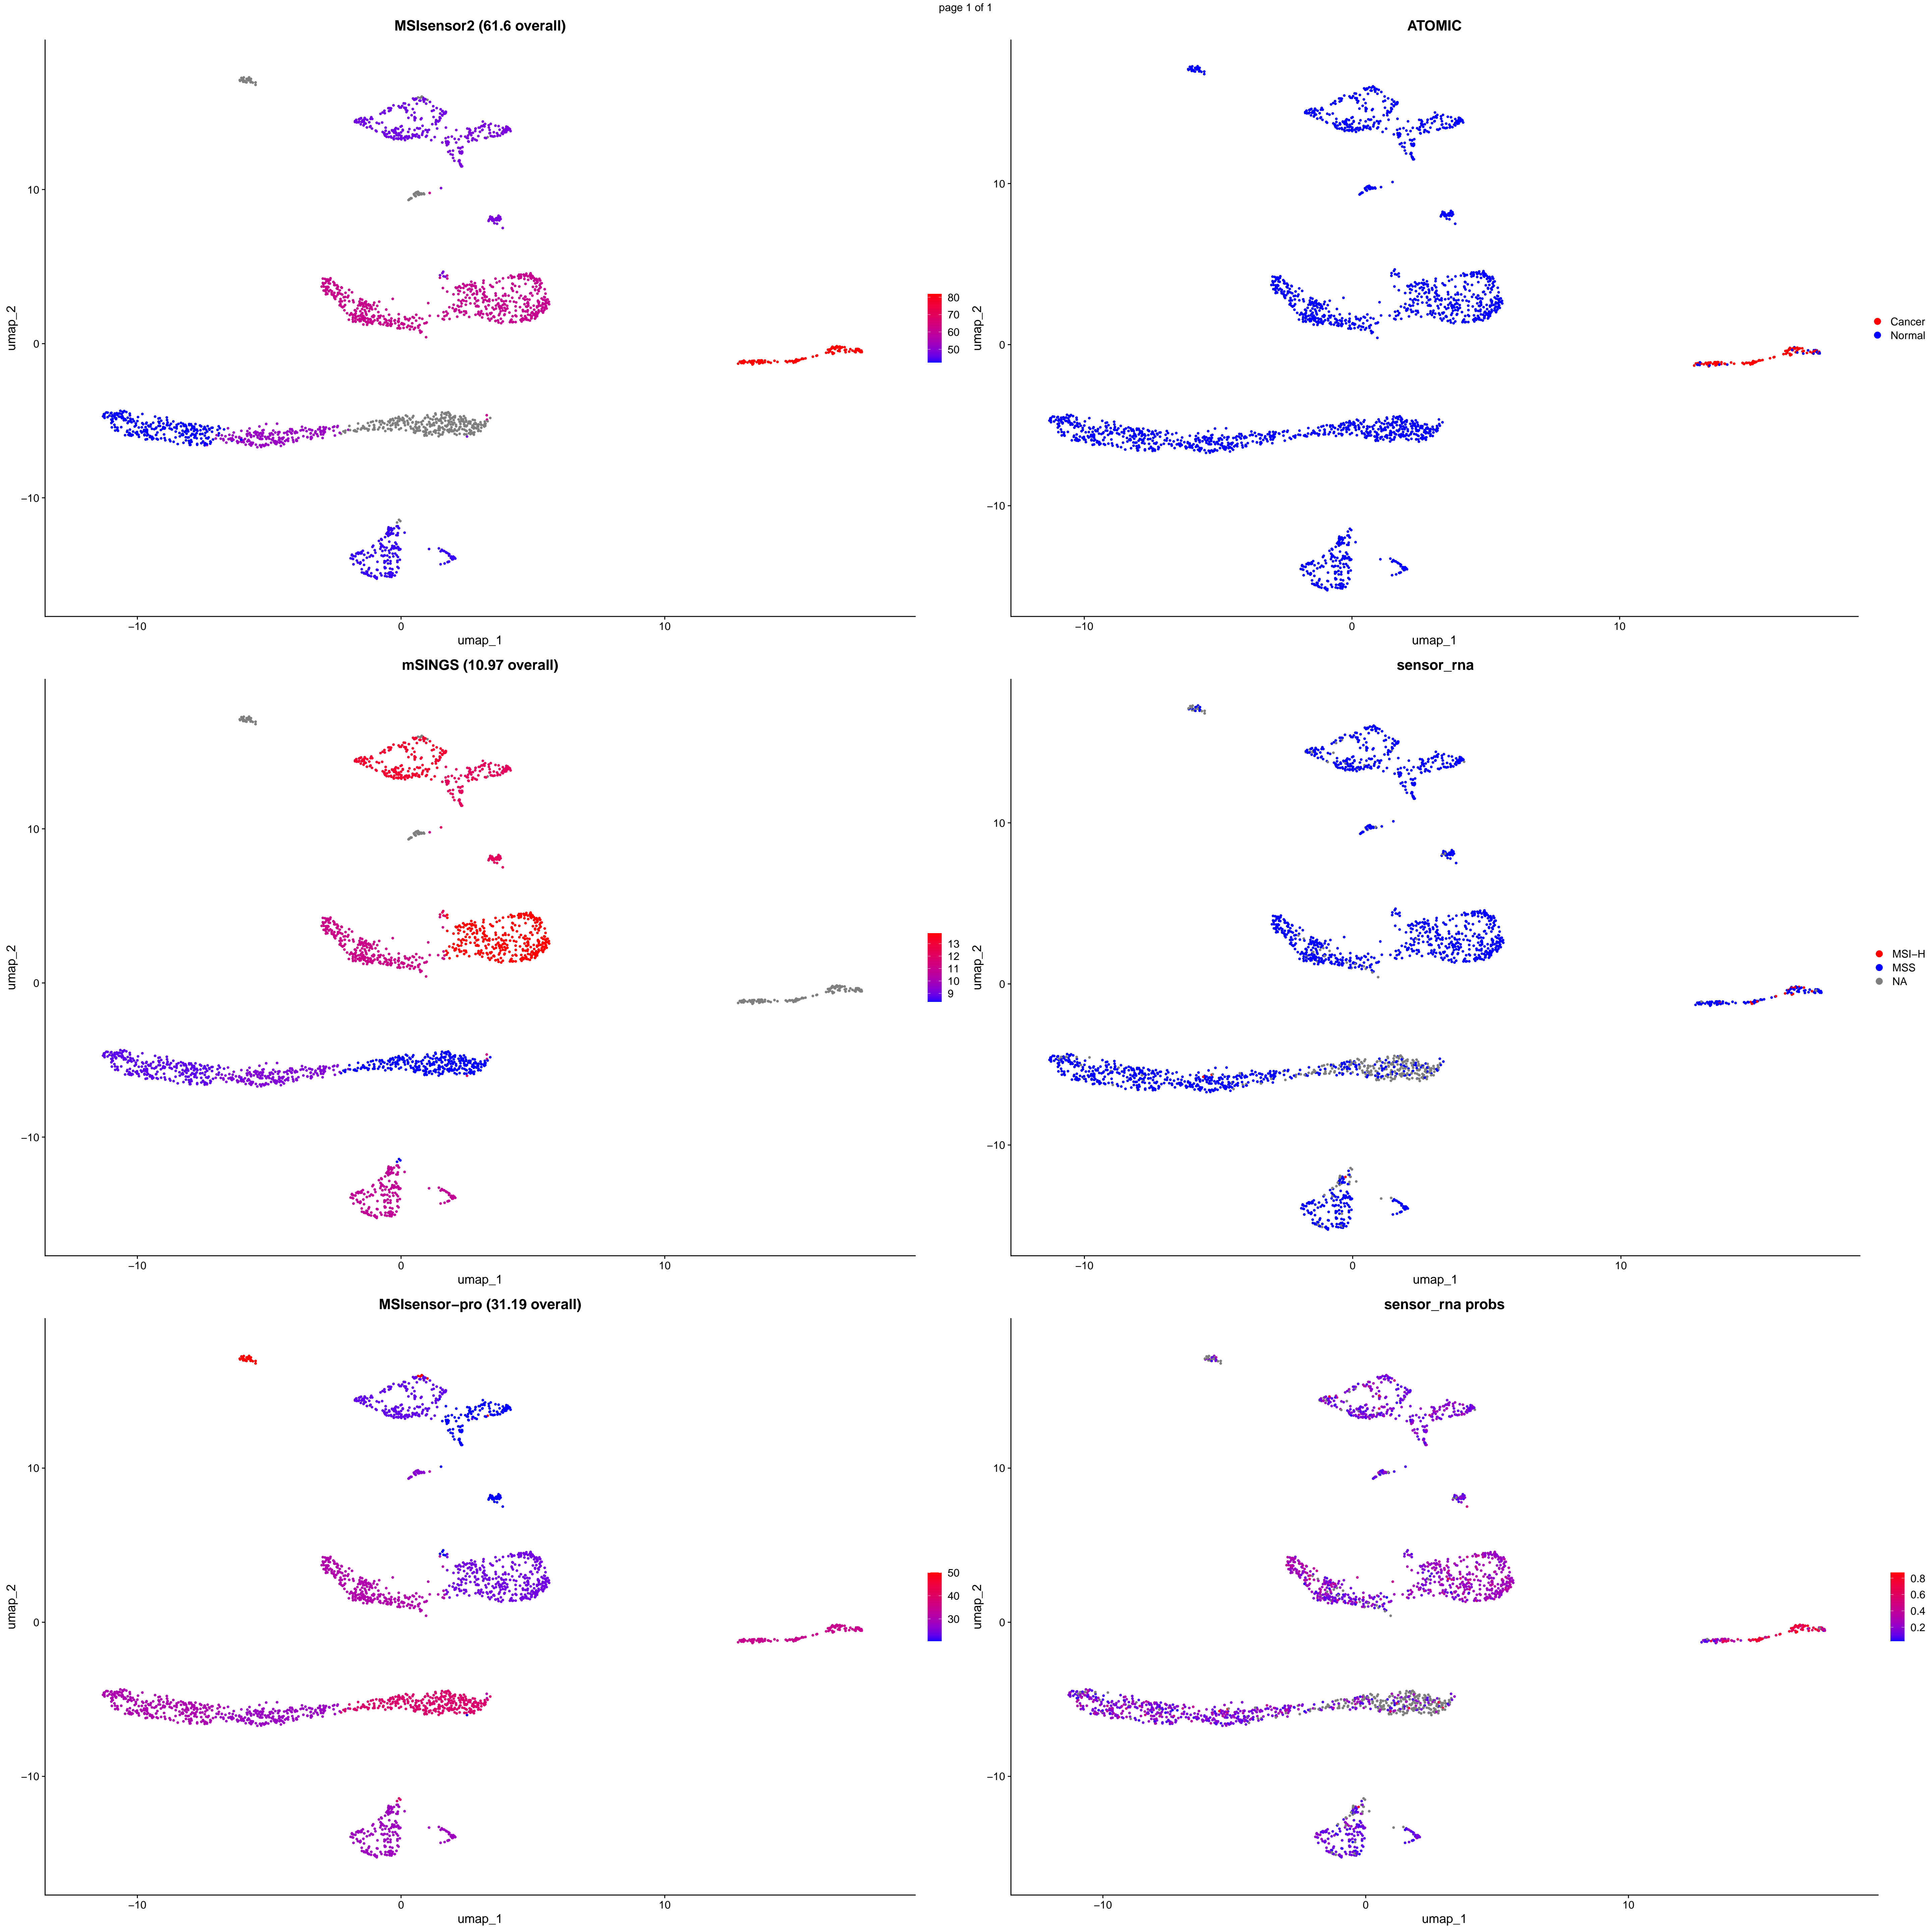 page 1 of 1
MSIsensor2 (61.6 overall)
umap_2
10
0
−10
−10
0
10
umap_1
80
70
60
50
ATOMIC
umap_2
10
0
−10
−10
0
10
umap_1
Cancer
Normal
mSINGS (10.97 overall)
umap_2
10
0
−10
−10
0
10
umap_1
13
12
11
10
9
sensor_rna
umap_2
10
0
−10
−10
0
10
umap_1
MSI−H
MSS
NA
MSIsensor−pro (31.19 overall)
umap_2
10
0
−10
−10
0
10
umap_1
50
40
30
sensor_rna probs
umap_2
10
0
−10
−10
0
10
umap_1
0.8
0.6
0.4
0.2